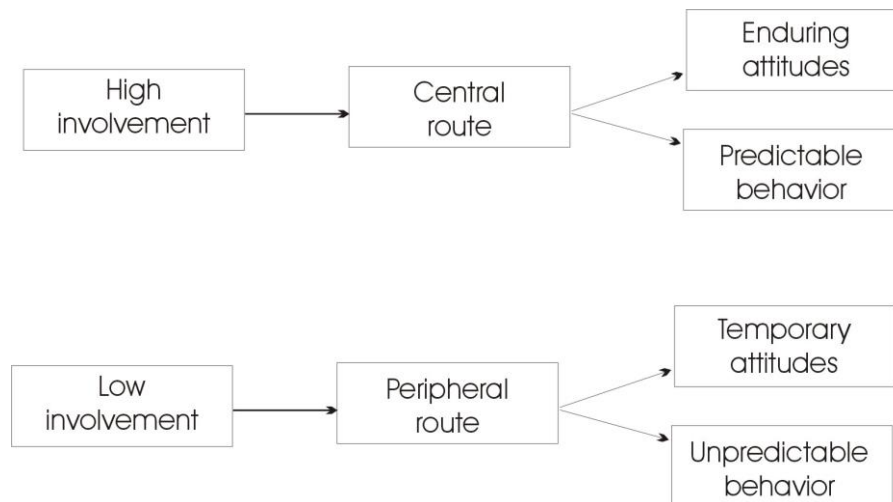 High
involvement
Central
route
Enduring
attitudes
Predictable
behavior
Low
involvement
Peripheral
route
Temporary
attitudes
Unpredictable
behavior